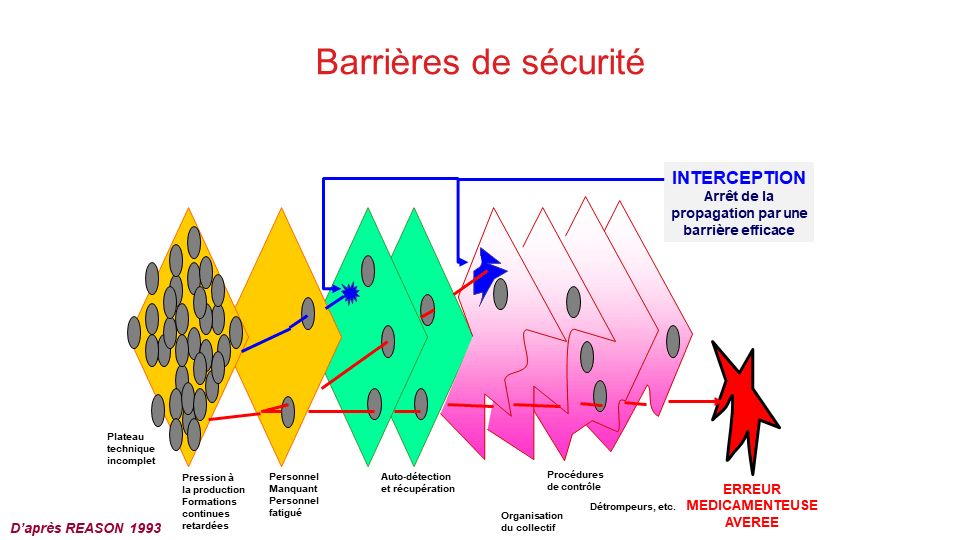 Barrières de sécurité
INTERCEPTION
Arrêt de la
propagation par une
barrière efficace
Plateau
technique
incomplet
Pression à
la production
Formations
continues
retardées
Personnel
Manquant
Personnel
fatigué
Auto-détection
et récupération
Organisation
du collectif
Procédures
de contrôle
Détrompeurs, etc.
ERREUR
MEDICAMENTEUSE
AVEREE
D'après REASON 1993